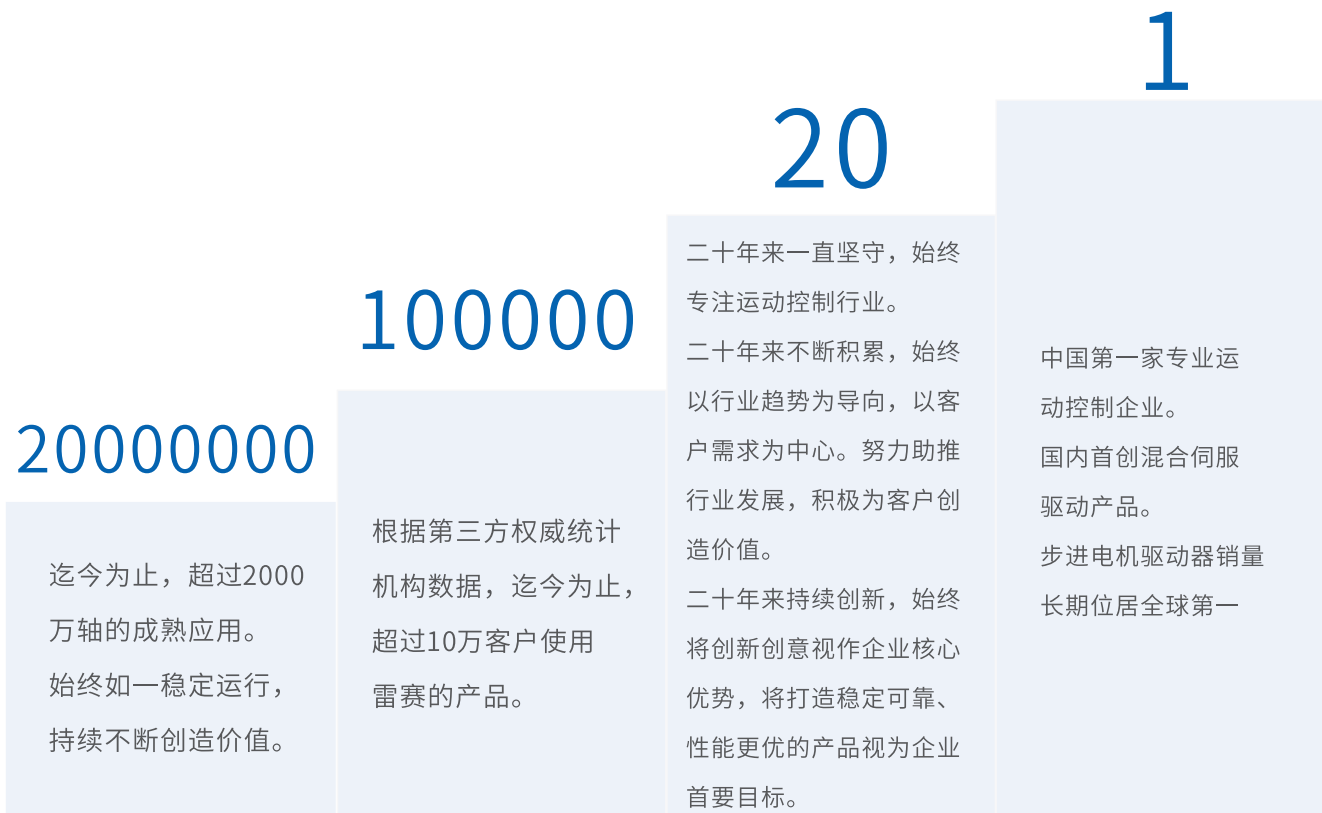 20000000
迄今为止，超过2000
万轴的成熟应用。
始终如一稳定运行，
持续不断创造价值。
100000
根据第三方权威统计
机构数据，迄今为止，
超过10万客户使用
雷赛的产品。
20
二十年来一直坚守，始终
专注运动控制行业。
二十年来不断积累，始终
以行业趋势为导向，以客
户需求为中心。努力助推
行业发展，积极为客户创
造价值。
二十年来持续创新，始终
将创新创意视作企业核心
优势，将打造稳定可靠、
性能更优的产品视为企业
首要目标。
1
中国第一家专业运
动控制企业。
国内首创混合伺服
驱动产品。
步进电机驱动器销量
长期位居全球第一